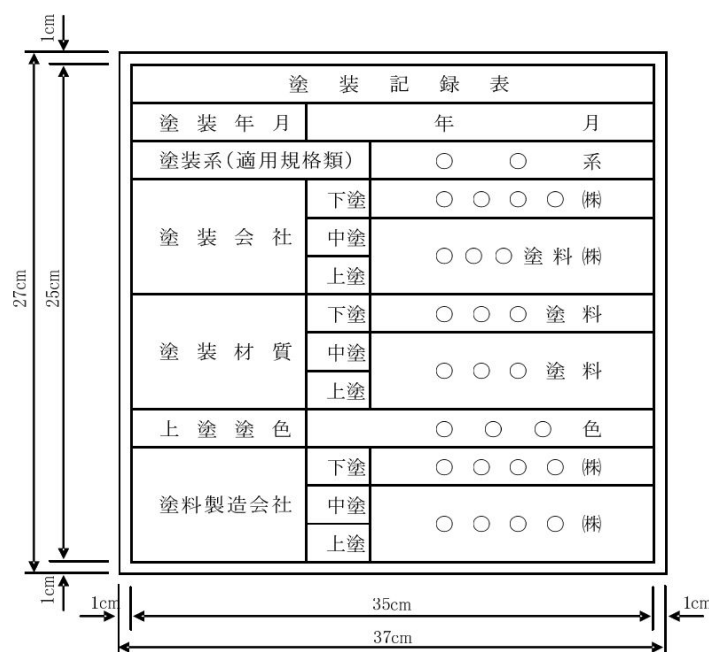 1cm
塗装記録表
塗装年月 年 月
塗装系(適用規格類) ○ ○ 系
塗装会社 下塗 ○ ○ ○ ○ ㈱
中塗 ○ ○ ○ 塗 料 ㈱
上塗
塗装材質 下塗 ○ ○ ○ 塗 料
中塗 ○ ○ ○ 塗 料
上塗
上塗塗色 ○ ○ ○ 色
塗料製造会社 下塗 ○ ○ ○ ○ ㈱
中塗 ○ ○ ○ ○ ㈱
上塗
27cm
25cm
1cm
1cm
35cm
1cm
37cm